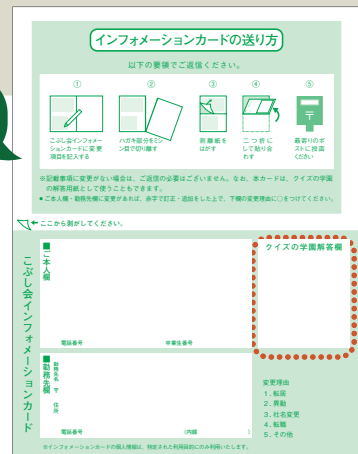 インフォメーションカードの送り方
以下の要領でご返信ください。
①
②
③
④
⑤
こぶし会インフォメー
ションカードに変更
項目を記入する
ハガキ部分をミシ
ン目で切り離す
剥離紙を
はがす
二つ折に
して貼り合
わす
最寄りのポ
ストに投函
ください
〒
※記載事項に変更がない場合は、ご返信の必要はございません。なお、本カードは、クイズの学園
の解答用紙として使うこともできます。
●ご本人欄・勤務先欄に変更があれば、赤字で訂正・追加をした上で、下欄の変更理由に○をつけてください。
ここから剥がしてください。
こぶし会インフォメーションカード
■ご本人欄
電話番号
卒業生番号
クイズの学園解答欄
■勤務先欄
勤務先名
〒
住所
電話番号
(内線 )
変更理由
1. 転居
2. 異動
3. 社名変更
4. 転職
5. その他
※インフォメーションカードの個人情報は、特定された利用目的にのみ利用いたします。